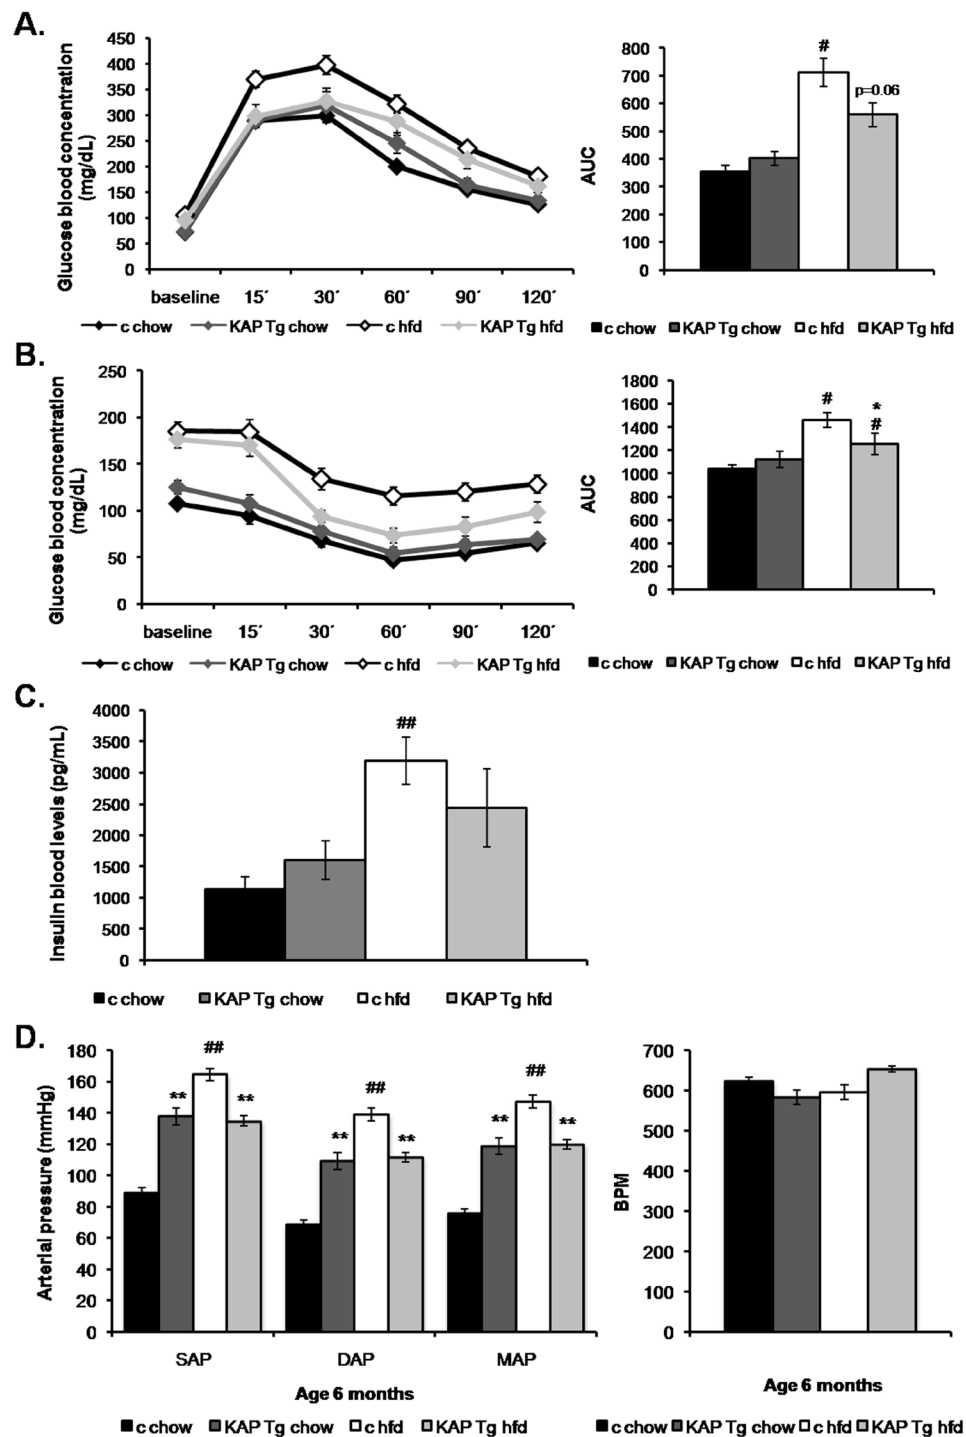 A.
Glucose blood concentration
(mg/dL)
450
400
350
300
250
200
150
100
50
0
baseline 15´ 30´ 60´ 90´ 120´
c chow KAP Tg chow c hfd KAP Tg hfd
AUC
800
700
600
500
400
300
200
100
0
#
p=0.06
c chow KAP Tg chow c hfd KAP Tg hfd
B.
Glucose blood concentration
(mg/dL)
250
200
150
100
50
0
baseline 15´ 30´ 60´ 90´ 120´
c chow KAP Tg chow c hfd KAP Tg hfd
AUC
1800
1600
1400
1200
1000
800
600
400
200
0
#
*
#
c chow KAP Tg chow c hfd KAP Tg hfd
C.
Insulin blood levels (pg/mL)
4000
3500
3000
2500
2000
1500
1000
500
0
##
c chow KAP Tg chow c hfd KAP Tg hfd
D.
Arterial pressure (mmHg)
180
160
140
120
100
80
60
40
20
0
** ## **
** ## **
** ## **
SAP DAP MAP
Age 6 months
c chow KAP Tg chow c hfd KAP Tg hfd
BPM
700
600
500
400
300
200
100
0
Age 6 months
c chow KAP Tg chow c hfd KAP Tg hfd